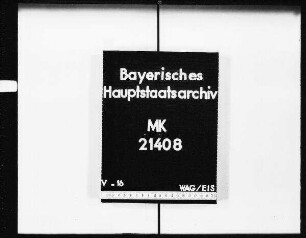 Bayerisches
Hauptstaatsarchiv
MK
21408
V - 16 WAG/EIS